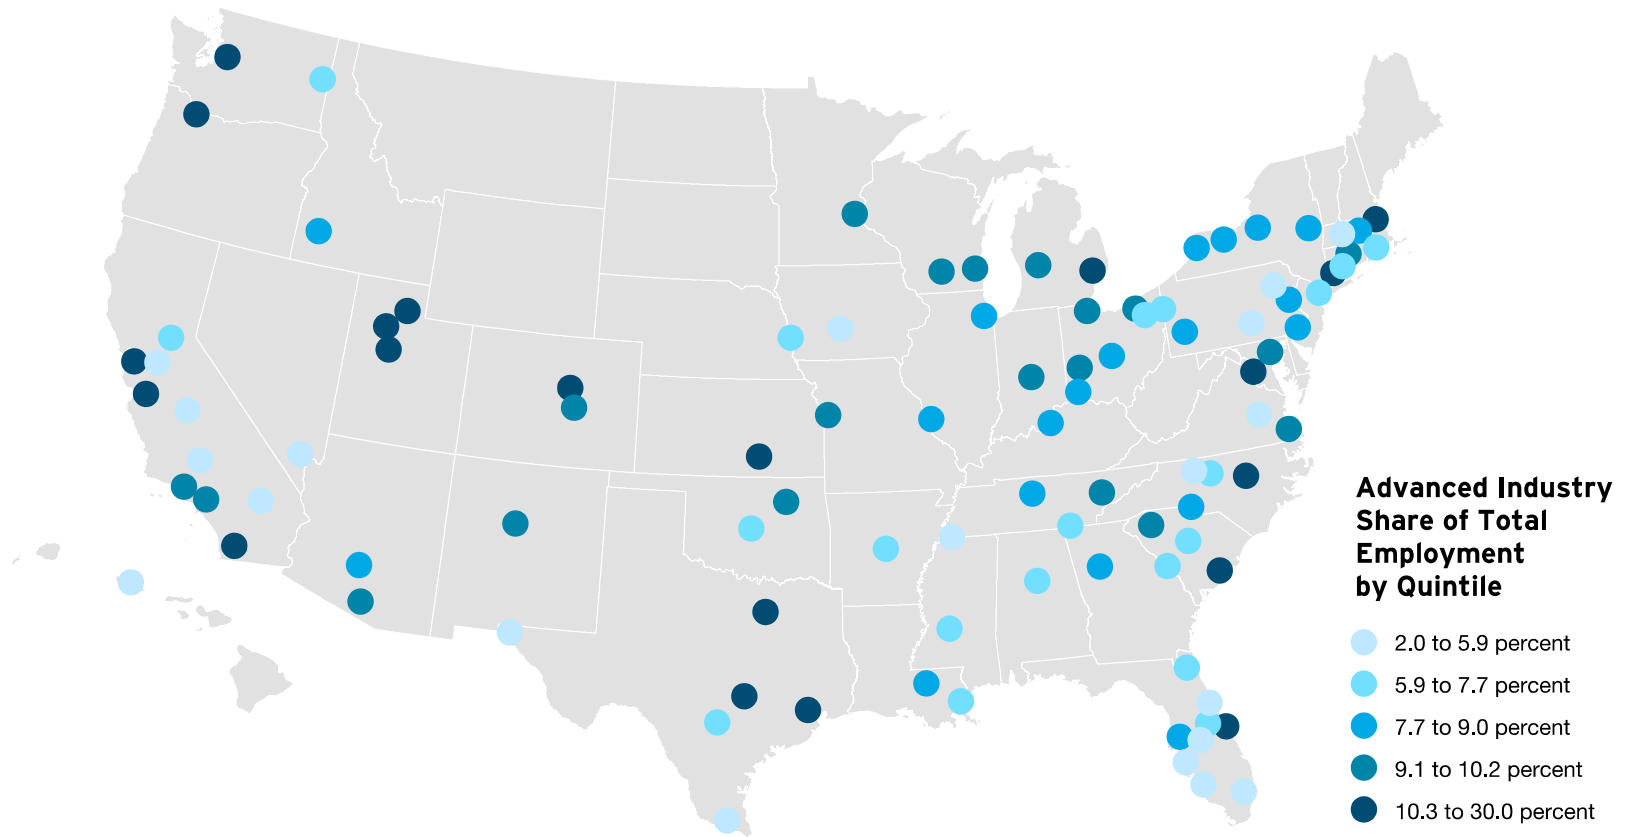 Advanced Industry
Share of Total
Employment
by Quintile
2.0 to 5.9 percent
5.9 to 7.7 percent
7.7 to 9.0 percent
9.1 to 10.2 percent
10.3 to 30.0 percent